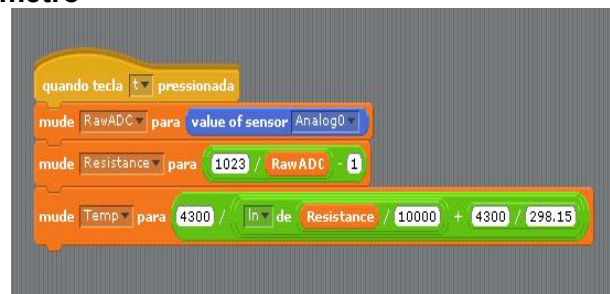 quando tecla t pressionada
mude RawADC para value of sensor Analog0
mude Resistance para 1023 / RawADC - 1
mude Temp para 4300 / ln de Resistance / 10000 + 4300 / 298.15